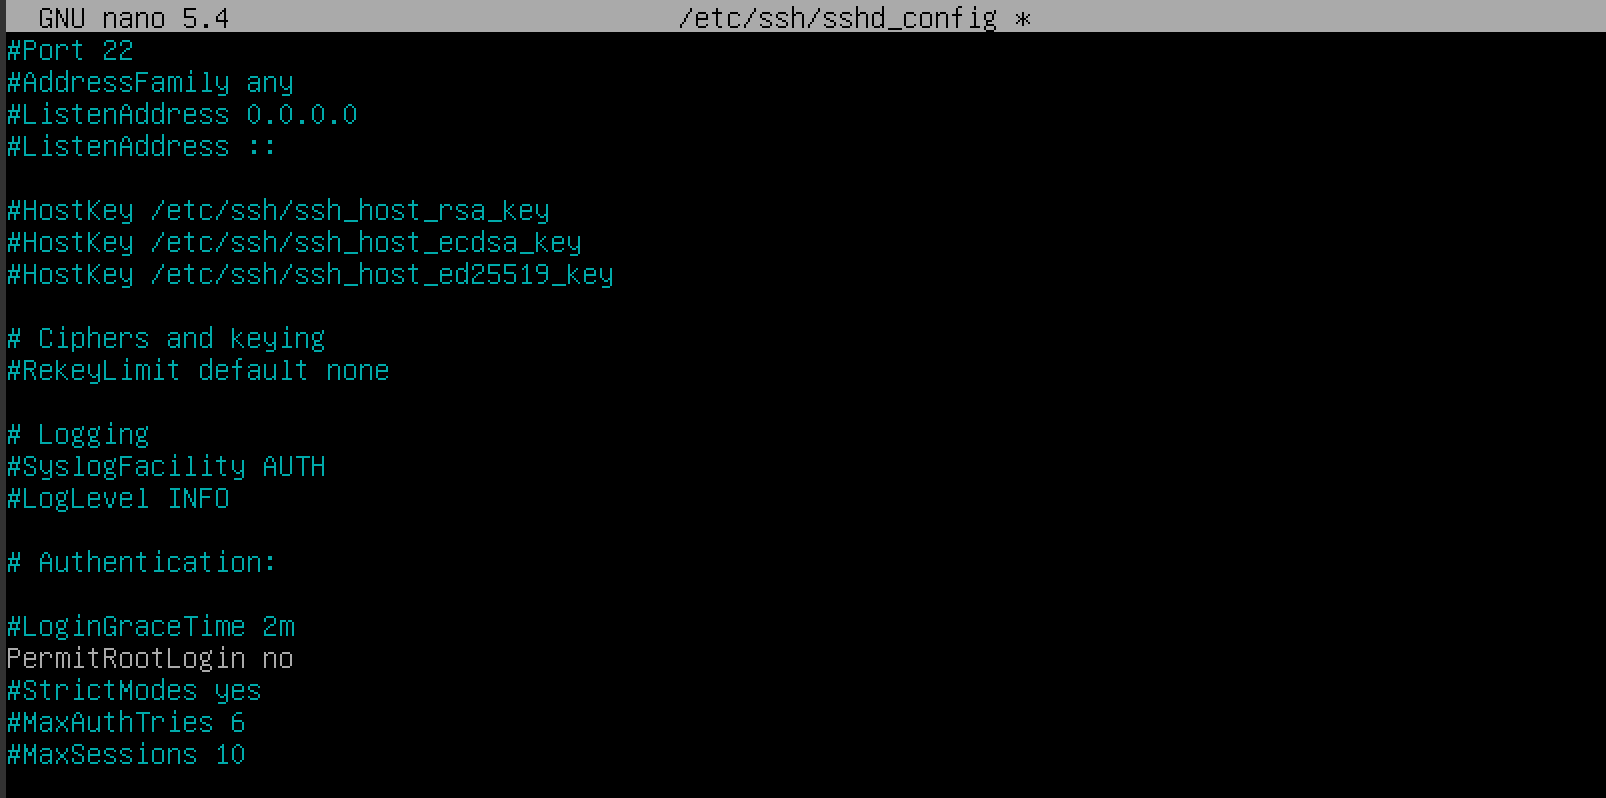 GNU nano 5.4 /etc/ssh/sshd_config *
#Port 22
#AddressFamily any
#ListenAddress 0.0.0.0
#ListenAddress ::
#HostKey /etc/ssh/ssh_host_rsa_key
#HostKey /etc/ssh/ssh_host_ecdsa_key
#HostKey /etc/ssh/ssh_host_ed25519_key
# Ciphers and keying
#RekeyLimit default none
# Logging
#SyslogFacility AUTH
#LogLevel INFO
# Authentication:
#LoginGraceTime 2m
PermitRootLogin no
#StrictModes yes
#MaxAuthTries 6
#MaxSessions 10